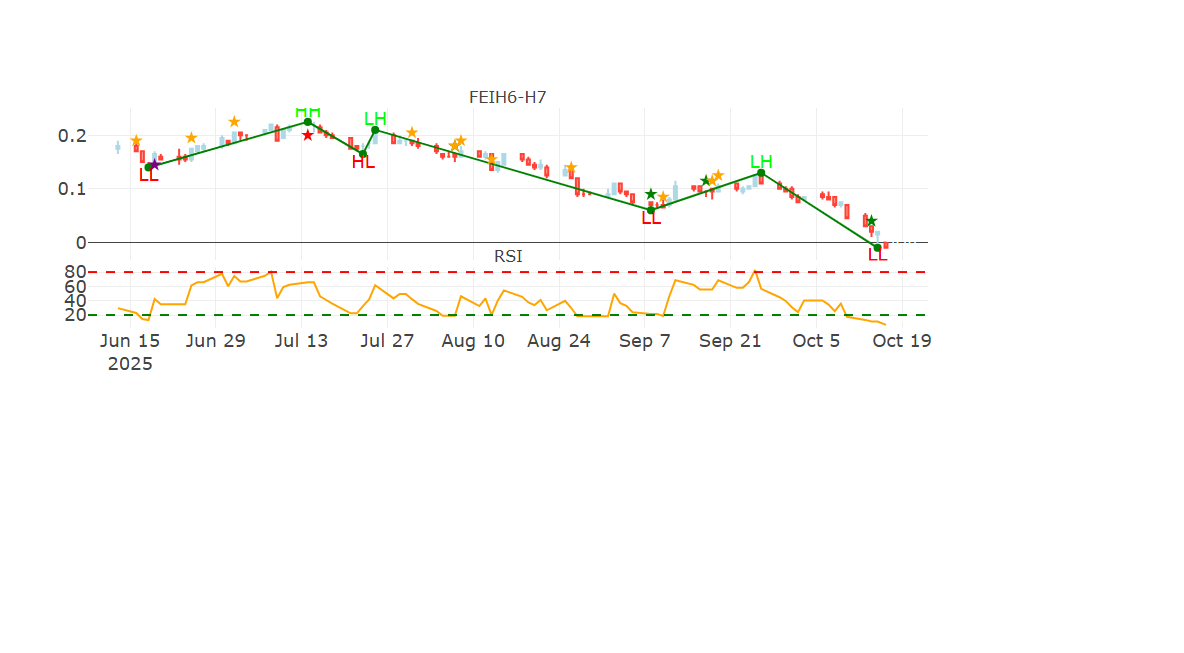 FEIH6-H7
HH
LH
0.2
HL
LL
LH
0.1
LL
0
LL
RSI
80
60
40
20
Jun 15
2025
Jun 29
Jul 13
Jul 27
Aug 10
Aug 24
Sep 7
Sep 21
Oct 5
Oct 19